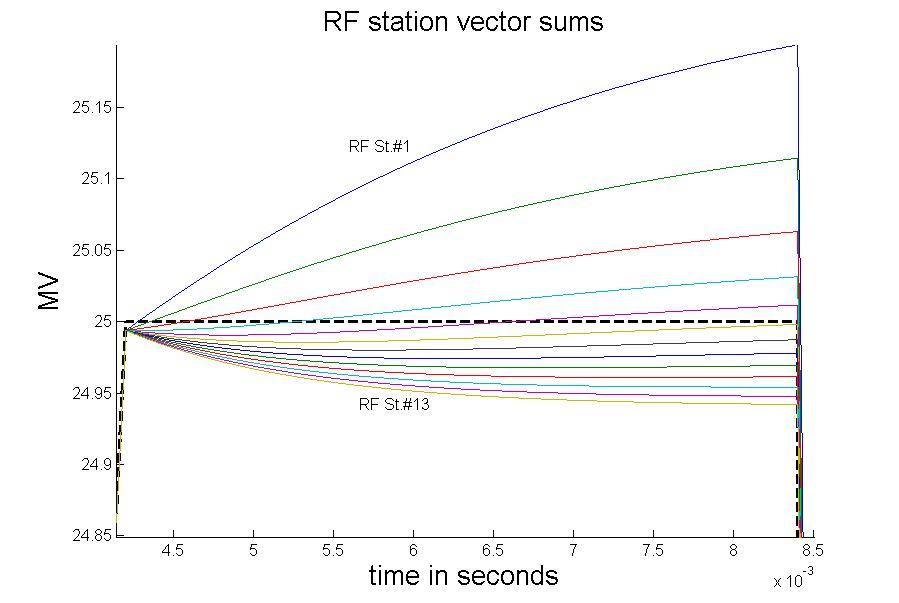 RF station vector sums
MV
25.15
25.1
25.05
25
24.95
24.9
24.85
RF St.#1
RF St.#13
4.5 5 5.5 6 6.5 7 7.5 8 8.5
time in seconds
x 10⁻³